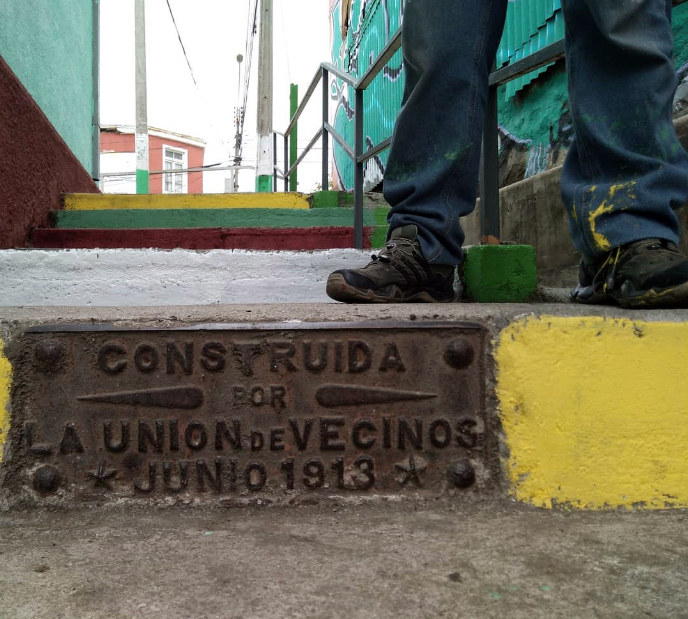 CONSTRUIDA
POR
LA UNION DE VECINOS
JUNIO 1913